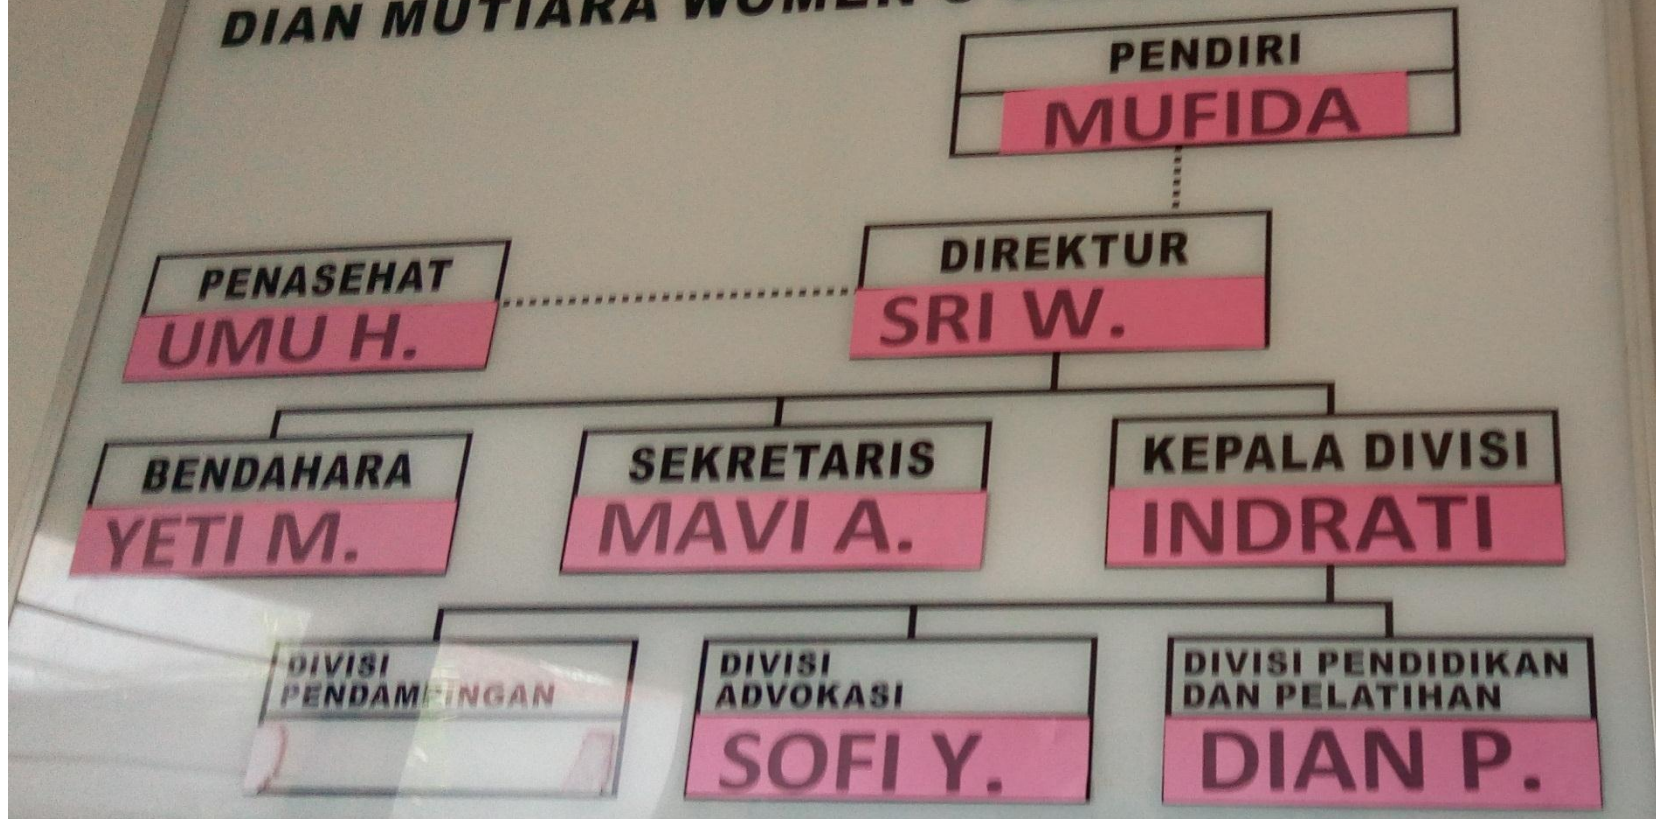 DIAN MUTIARA WOMEN'S
PENDIRI
MUFIDA
DIREKTUR
SRI W.
PENASEHAT
UMU H.
BENDAHARA
YETI M.
SEKRETARIS
MAVI A.
KEPALA DIVISI
INDRATI
DIVISI
PENDAMPINGAN
DIVISI
ADVOKASI
SOFI Y.
DIVISI PENDIDIKAN
DAN PELATIHAN
DIAN P.